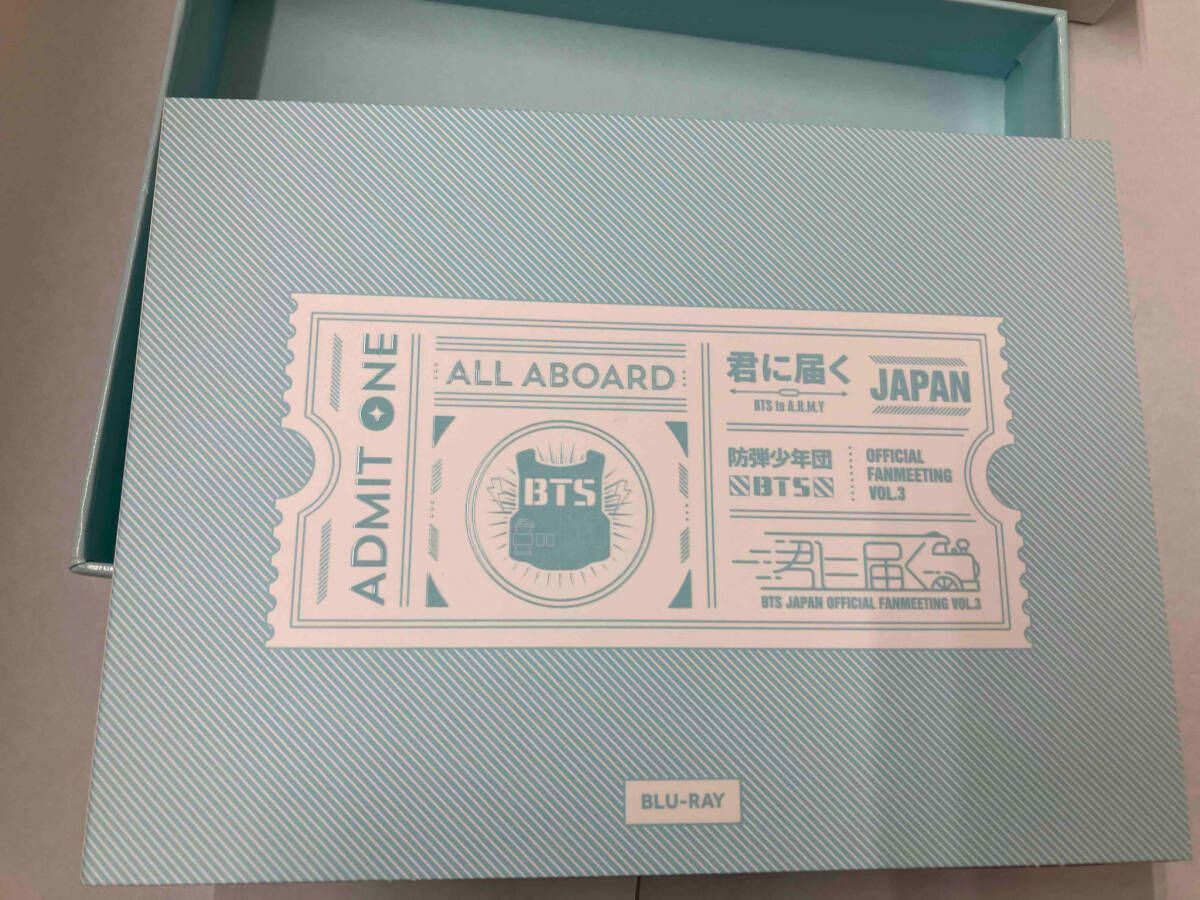 ADMIT ONE
ALL ABOARD
BTS
君に届く
BTS to A.R.M.Y
JAPAN
防弾少年団
BTS
OFFICIAL
FANMEETING
VOL.3
君に届く
BTS JAPAN OFFICIAL FANMEETING VOL.3
BLU-RAY